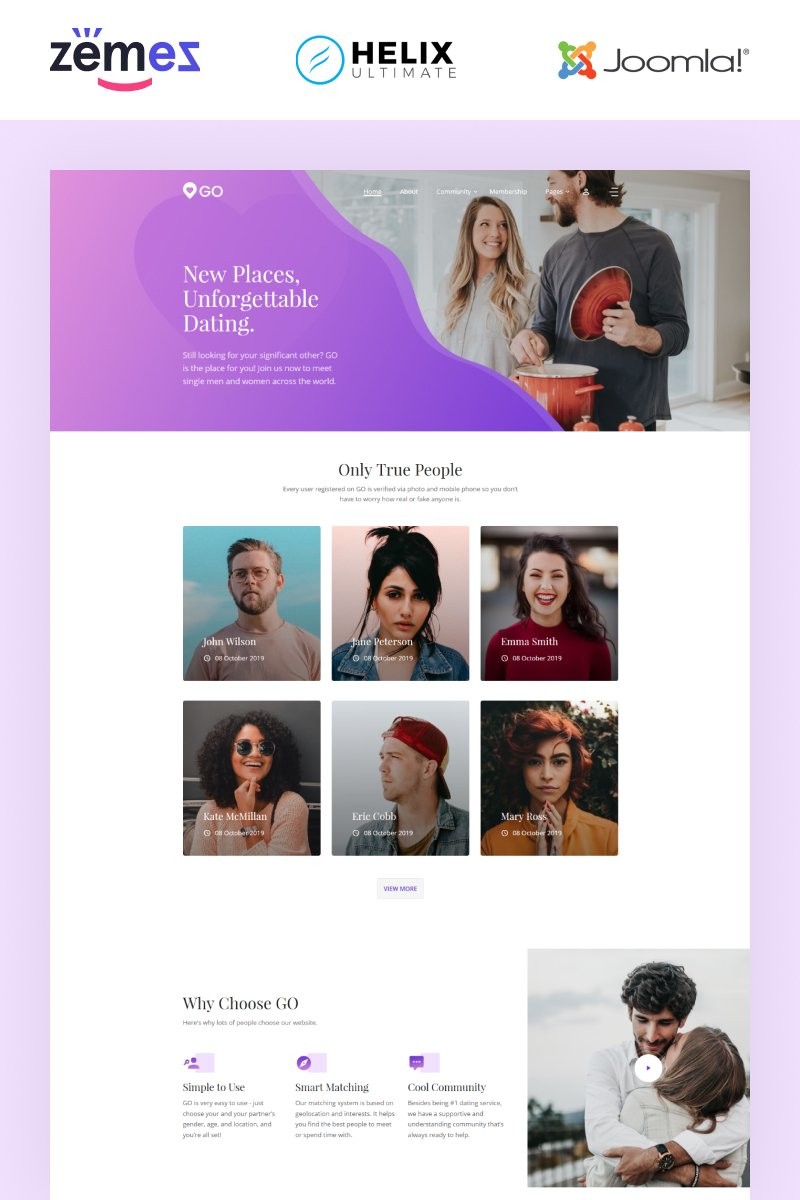 zemez
HELIX
ULTIMATE
Joomla!®
GO
Home About Community Membership Pages
New Places,
Unforgettable
Dating.
Still looking for your significant other? GO
is the place for you! Join us now to meet
single men and women across the world.
Only True People
Every user registered on GO is verified via photo and mobile phone so you don't
have to worry how real or fake anyone is.
John Wilson
08 October 2019
Jane Peterson
08 October 2019
Emma Smith
08 October 2019
Kate McMillan
08 October 2019
Eric Cobb
08 October 2019
Mary Ross
08 October 2019
VIEW MORE
Why Choose GO
Here's why lots of people choose our website.
Simple to Use
GO is very easy to use - just
choose your and your partner's
gender, age, and location, and
you're all set!
Smart Matching
Our matching system is based on
geolocation and interests. It helps
you find the best people to meet
or spend time with.
Cool Community
Besides being #1 dating service,
we have a supportive and
understanding community that's
always ready to help.